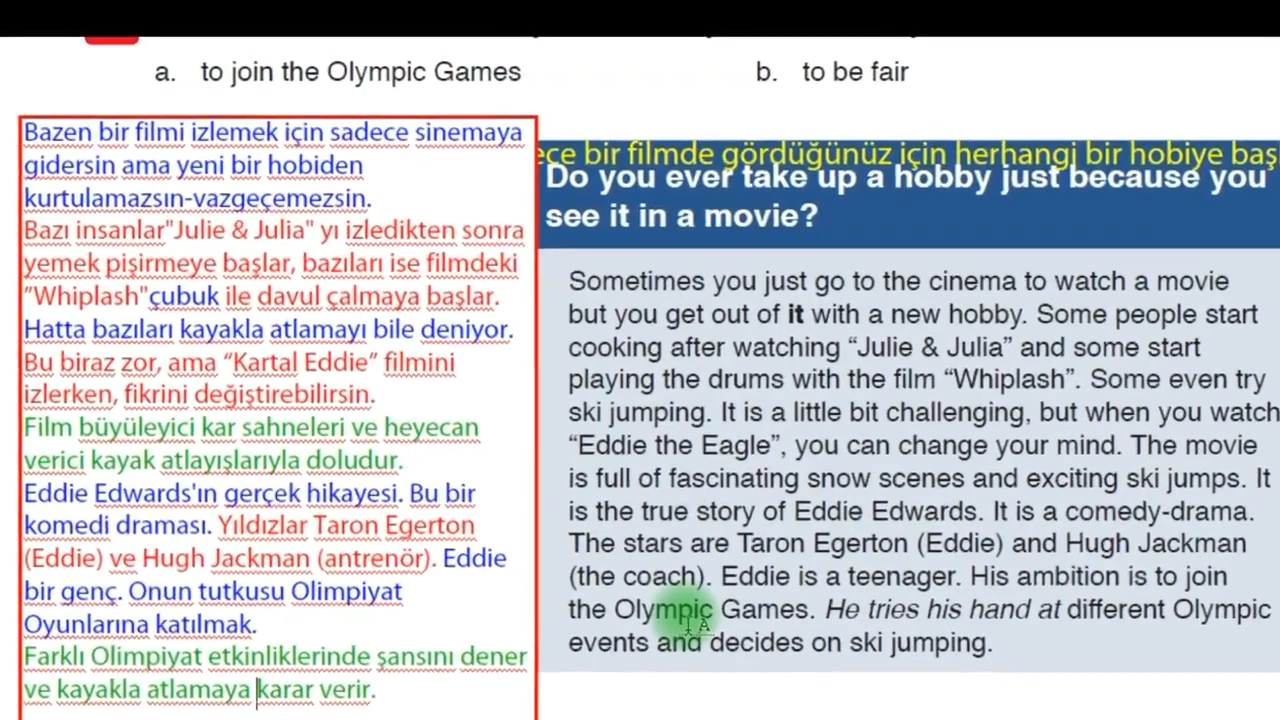 a. to join the Olympic Games
b. to be fair
Bazen bir filmi izlemek için sadece sinemaya
gidersin ama yeni bir hobiden
kurtulamazsın-vazgeçemezsin.
Bazı insanlar"Julie & Julia" yı izledikten sonra
yemek pişirmeye başlar, bazıları ise filmdeki
"Whiplash"çubuk ile davul çalmaya başlar.
Hatta bazıları kayakla atlamayı bile deniyor.
Bu biraz zor, ama “Kartal Eddie” filmini
izlerken, fikrini değiştirebilirsin.
Film büyüleyici kar sahneleri ve heyecan
verici kayak atlayışlarıyla doludur.
Eddie Edwards'ın gerçek hikayesi. Bu bir
komedi draması. Yıldızlar Taron Egerton
(Eddie) ve Hugh Jackman (antrenör). Eddie
bir genç. Onun tutkusu Olimpiyat
Oyunlarına katılmak.
Farklı Olimpiyat etkinliklerinde şansını dener
ve kayakla atlamaya karar verir.
bir filmde gördüğünüz için herhangi bir hobiye
Do you ever take up a hobby just because you
see it in a movie?
Sometimes you just go to the cinema to watch a movie
but you get out of it with a new hobby. Some people start
cooking after watching “Julie & Julia” and some start
playing the drums with the film “Whiplash”. Some even try
ski jumping. It is a little bit challenging, but when you watch
“Eddie the Eagle”, you can change your mind. The movie
is full of fascinating snow scenes and exciting ski jumps. It
is the true story of Eddie Edwards. It is a comedy-drama.
The stars are Taron Egerton (Eddie) and Hugh Jackman
(the coach). Eddie is a teenager. His ambition is to join
the Olympic Games. He tries his hand at different Olympic
events and decides on ski jumping.